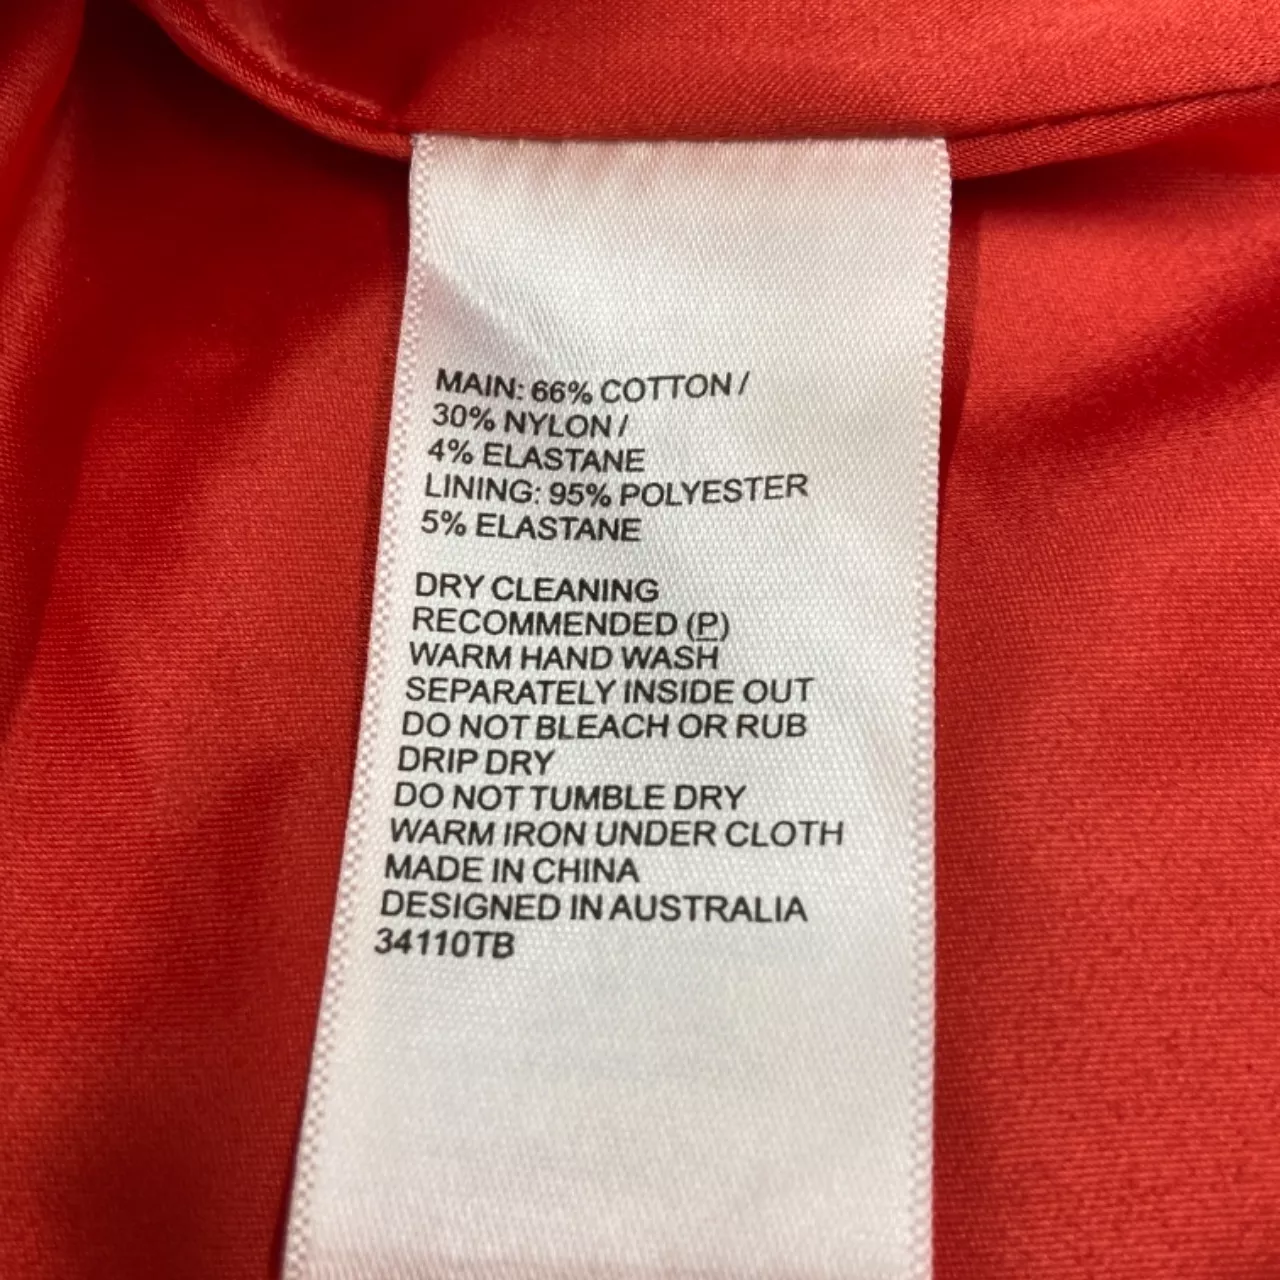 MAIN: 66% COTTON /
30% NYLON /
4% ELASTANE
LINING: 95% POLYESTER
5% ELASTANE
DRY CLEANING
RECOMMENDED (P)
WARM HAND WASH
SEPARATELY INSIDE OUT
DO NOT BLEACH OR RUB
DRIP DRY
DO NOT TUMBLE DRY
WARM IRON UNDER CLOTH
MADE IN CHINA
DESIGNED IN AUSTRALIA
34110TB